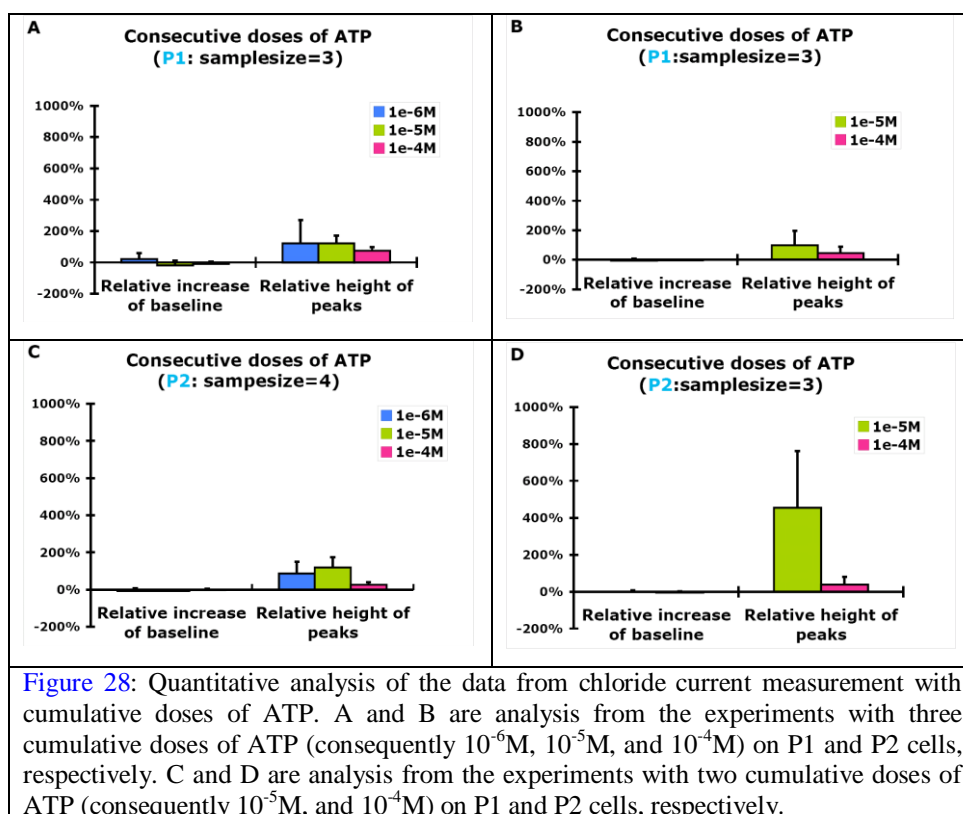 A
Consecutive doses of ATP
(P1: samplesize=3)
1000%
800%
600%
400%
200%
0%
-200%
1e-6M
1e-5M
1e-4M
Relative increase
of baseline
Relative height of
peaks
B
Consecutive doses of ATP
(P1:samplesize=3)
1000%
800%
600%
400%
200%
0%
-200%
1e-5M
1e-4M
Relative increase
of baseline
Relative height of
peaks
C
Consecutive doses of ATP
(P2: sampesize=4)
1000%
800%
600%
400%
200%
0%
-200%
1e-6M
1e-5M
1e-4M
Relative increase
of baseline
Relative height of
peaks
D
Consecutive doses of ATP
(P2:samplesize=3)
1000%
800%
600%
400%
200%
0%
-200%
1e-5M
1e-4M
Relative increase
of baseline
Relative height of
peaks
Figure 28: Quantitative analysis of the data from chloride current measurement with
cumulative doses of ATP. A and B are analysis from the experiments with three
cumulative doses of ATP (consequently 10⁻⁶M, 10⁻⁵M, and 10⁻⁴M) on P1 and P2 cells,
respectively. C and D are analysis from the experiments with two cumulative doses of
ATP (consequently 10⁻⁵M, and 10⁻⁴M) on P1 and P2 cells, respectively.